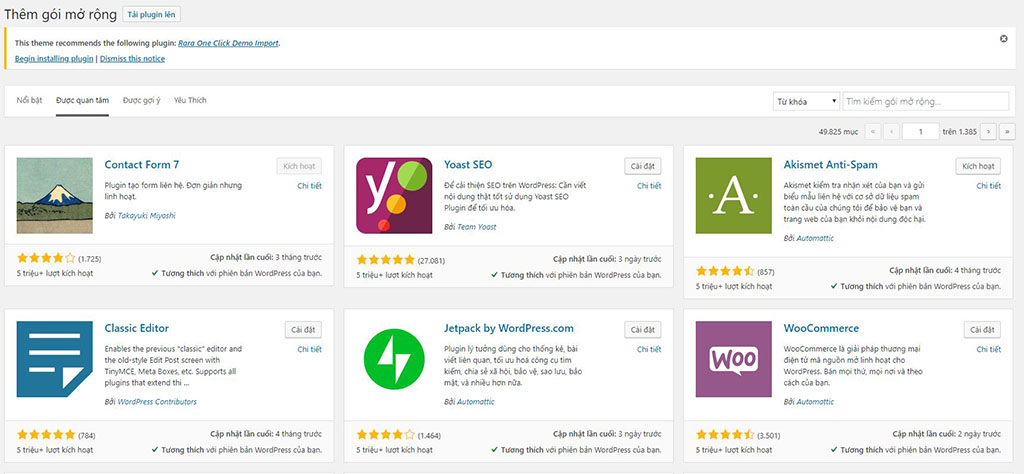 Thêm gói mở rộng Tải plugin lên
This theme recommends the following plugin: Rara One Click Demo Import.
Begin installing plugin | Dismiss this notice
Nổi bật Được quan tâm Được gợi ý Yêu Thích Từ khóa Tìm kiếm gói mở rộng...
49.825 mục « ‹ 1 trên 1.385 › »
Contact Form 7 Kích hoạt
Chi tiết
Plugin tạo form liên hệ. Đơn giản nhưng
linh hoạt.
Bởi Takayuki Miyoshi
(1.725) Cập nhật lần cuối: 3 tháng trước
5 triệu+ lượt kích hoạt Tương thích với phiên bản WordPress của bạn.
y
Yoast SEO Cài đặt
Chi tiết
Để cải thiện SEO trên WordPress: Cần viết
nội dung thật tốt sử dụng Yoast SEO
Plugin để tối ưu hóa.
Bởi Team Yoast
(27.081) Cập nhật lần cuối: 3 ngày trước
5 triệu+ lượt kích hoạt Tương thích với phiên bản WordPress của bạn.
·A·
Akismet Anti-Spam Kích hoạt
Chi tiết
Akismet kiểm tra nhận xét của bạn và gửi
biểu mẫu liên hệ với cơ sở dữ liệu spam
toàn cầu của chúng tôi để bảo vệ bạn và
trang web của bạn khỏi nội dung độc hại.
Bởi Automattic
(857) Cập nhật lần cuối: 4 tháng trước
5 triệu+ lượt kích hoạt Tương thích với phiên bản WordPress của bạn.
Classic Editor Cài đặt
Chi tiết
Enables the previous "classic" editor and
the old-style Edit Post screen with
TinyMCE, Meta Boxes, etc. Supports all
plugins that extend thi ...
Bởi WordPress Contributors
(784) Cập nhật lần cuối: 4 tháng trước
5 triệu+ lượt kích hoạt Tương thích với phiên bản WordPress của bạn.
Jetpack by WordPress.com Cài đặt
Chi tiết
Plugin lý tưởng dùng cho thống kê, bài
viết liên quan, tối ưu hoá công cụ tìm
kiếm, chia sẻ xã hội, bảo vệ, sao lưu, bảo
mật, và nhiều hơn nữa.
Bởi Automattic
(1.464) Cập nhật lần cuối: 3 ngày trước
5 triệu+ lượt kích hoạt Tương thích với phiên bản WordPress của bạn.
WOO
WooCommerce Cài đặt
Chi tiết
WooCommerce là giải pháp thương mại
điện tử mã nguồn mở linh hoạt cho
WordPress. Bán mọi thứ, mọi nơi và theo
cách của bạn.
Bởi Automattic
(3.501) Cập nhật lần cuối: 2 ngày trước
5 triệu+ lượt kích hoạt Tương thích với phiên bản WordPress của bạn.